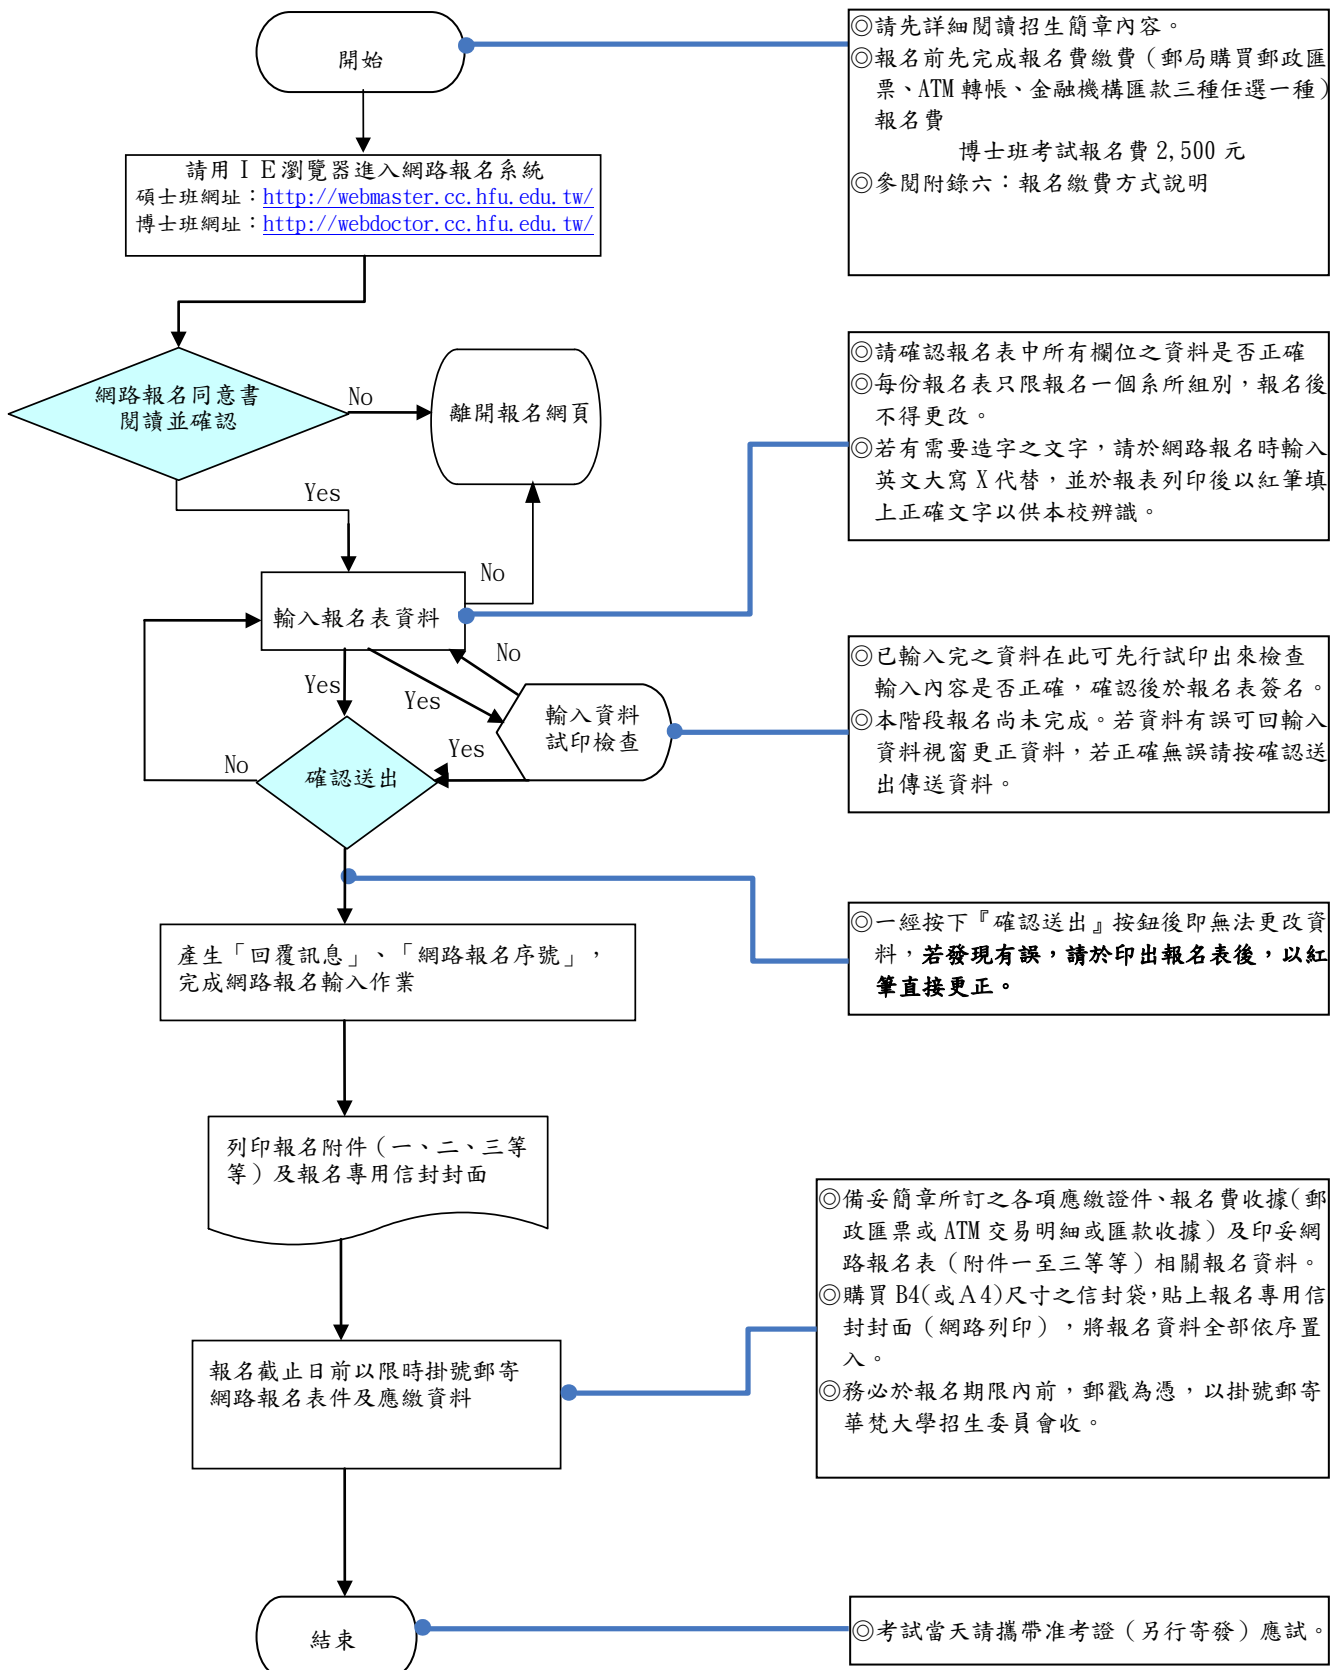 開始
◎請先詳細閱讀招生簡章內容。
◎報名前先完成報名費繳費（郵局購買郵政匯
票、ATM 轉帳、金融機構匯款三種任選一種）
報名費
博士班考試報名費 2,500 元
◎參閱附錄六：報名繳費方式說明
請用ＩＥ瀏覽器進入網路報名系統
碩士班網址：http://webmaster.cc.hfu.edu.tw/
博士班網址：http://webdoctor.cc.hfu.edu.tw/
網路報名同意書
閱讀並確認
No
離開報名網頁
Yes
◎請確認報名表中所有欄位之資料是否正確
◎每份報名表只限報名一個系所組別，報名後
不得更改。
◎若有需要造字之文字，請於網路報名時輸入
英文大寫 X 代替，並於報表列印後以紅筆填
上正確文字以供本校辨識。
No
輸入報名表資料
No
Yes
Yes
輸入資料
試印檢查
Yes
No
確認送出
◎已輸入完之資料在此可先行試印出來檢查
輸入內容是否正確，確認後於報名表簽名。
◎本階段報名尚未完成。若資料有誤可回輸入
資料視窗更正資料，若正確無誤請按確認送
出傳送資料。
產生「回覆訊息」、「網路報名序號」，
完成網路報名輸入作業
◎一經按下『確認送出』按鈕後即無法更改資
料，若發現有誤，請於印出報名表後，以紅
筆直接更正。
列印報名附件（一、二、三等
等）及報名專用信封封面
◎備妥簡章所訂之各項應繳證件、報名費收據（郵
政匯票或 ATM 交易明細或匯款收據）及印妥網
路報名表（附件一至三等等）相關報名資料。
◎購買 B4(或Ａ4)尺寸之信封袋，貼上報名專用信
封封面（網路列印），將報名資料全部依序置
入。
◎務必於報名期限內前，郵戳為憑，以掛號郵寄
華梵大學招生委員會收。
報名截止日前以限時掛號郵寄
網路報名表件及應繳資料
結束
◎考試當天請攜帶准考證（另行寄發）應試。